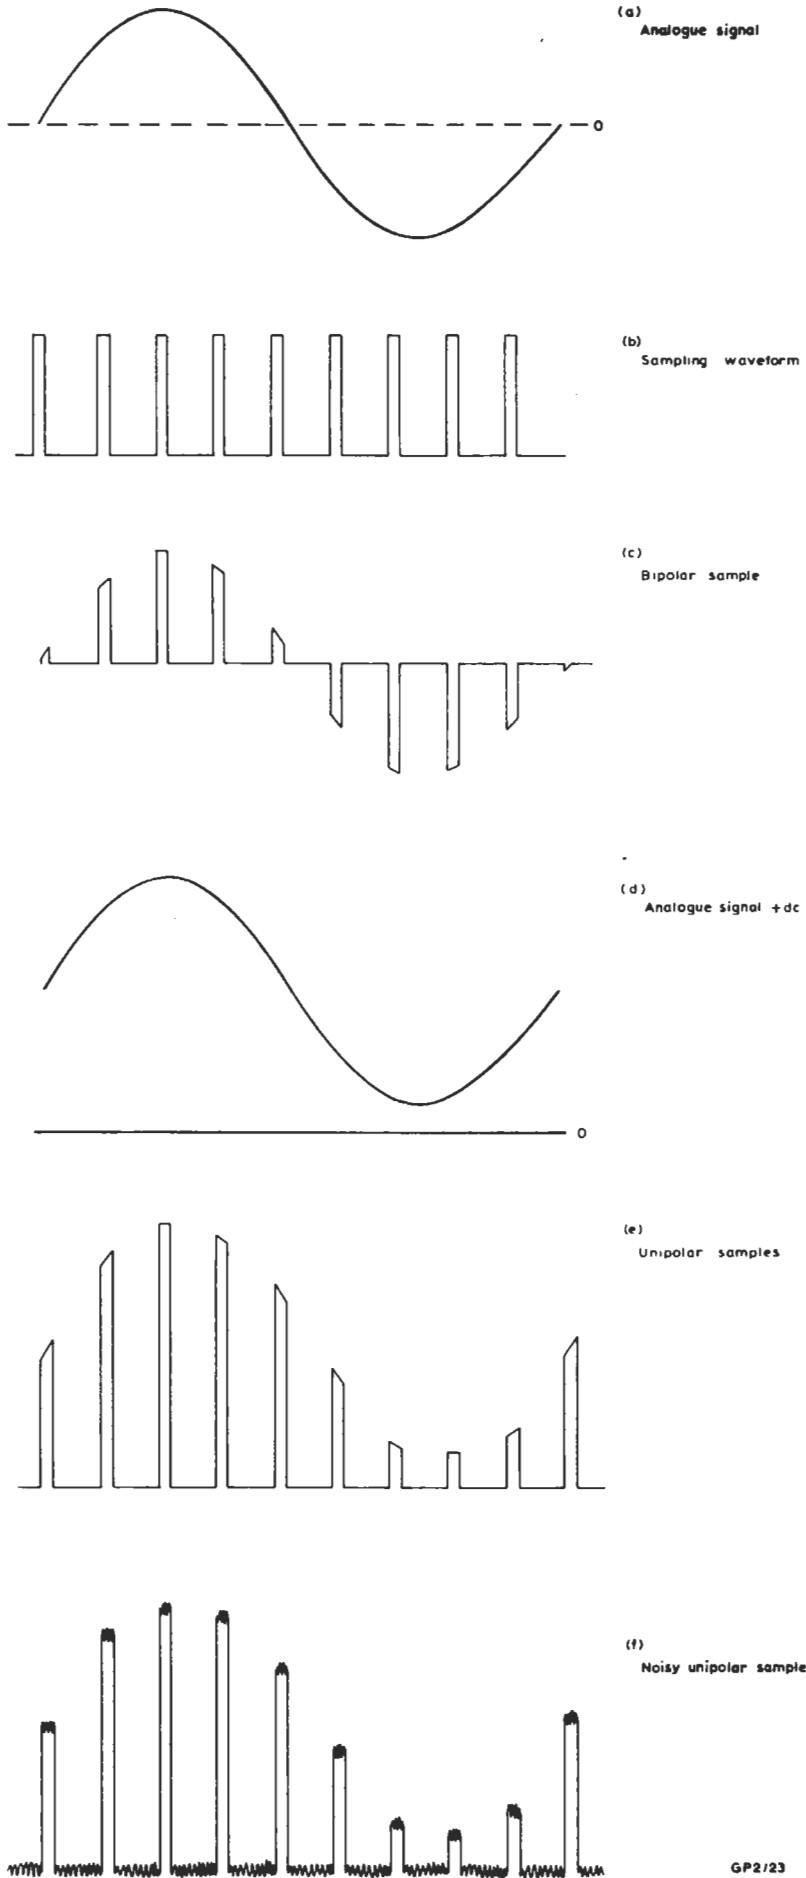 (a)
Analogue signal
0
(b)
Sampling waveform
(c)
Bipolar sample
(d)
Analogue signal +dc
0
(e)
Unipolar samples
(f)
Noisy unipolar sample
GP2/23